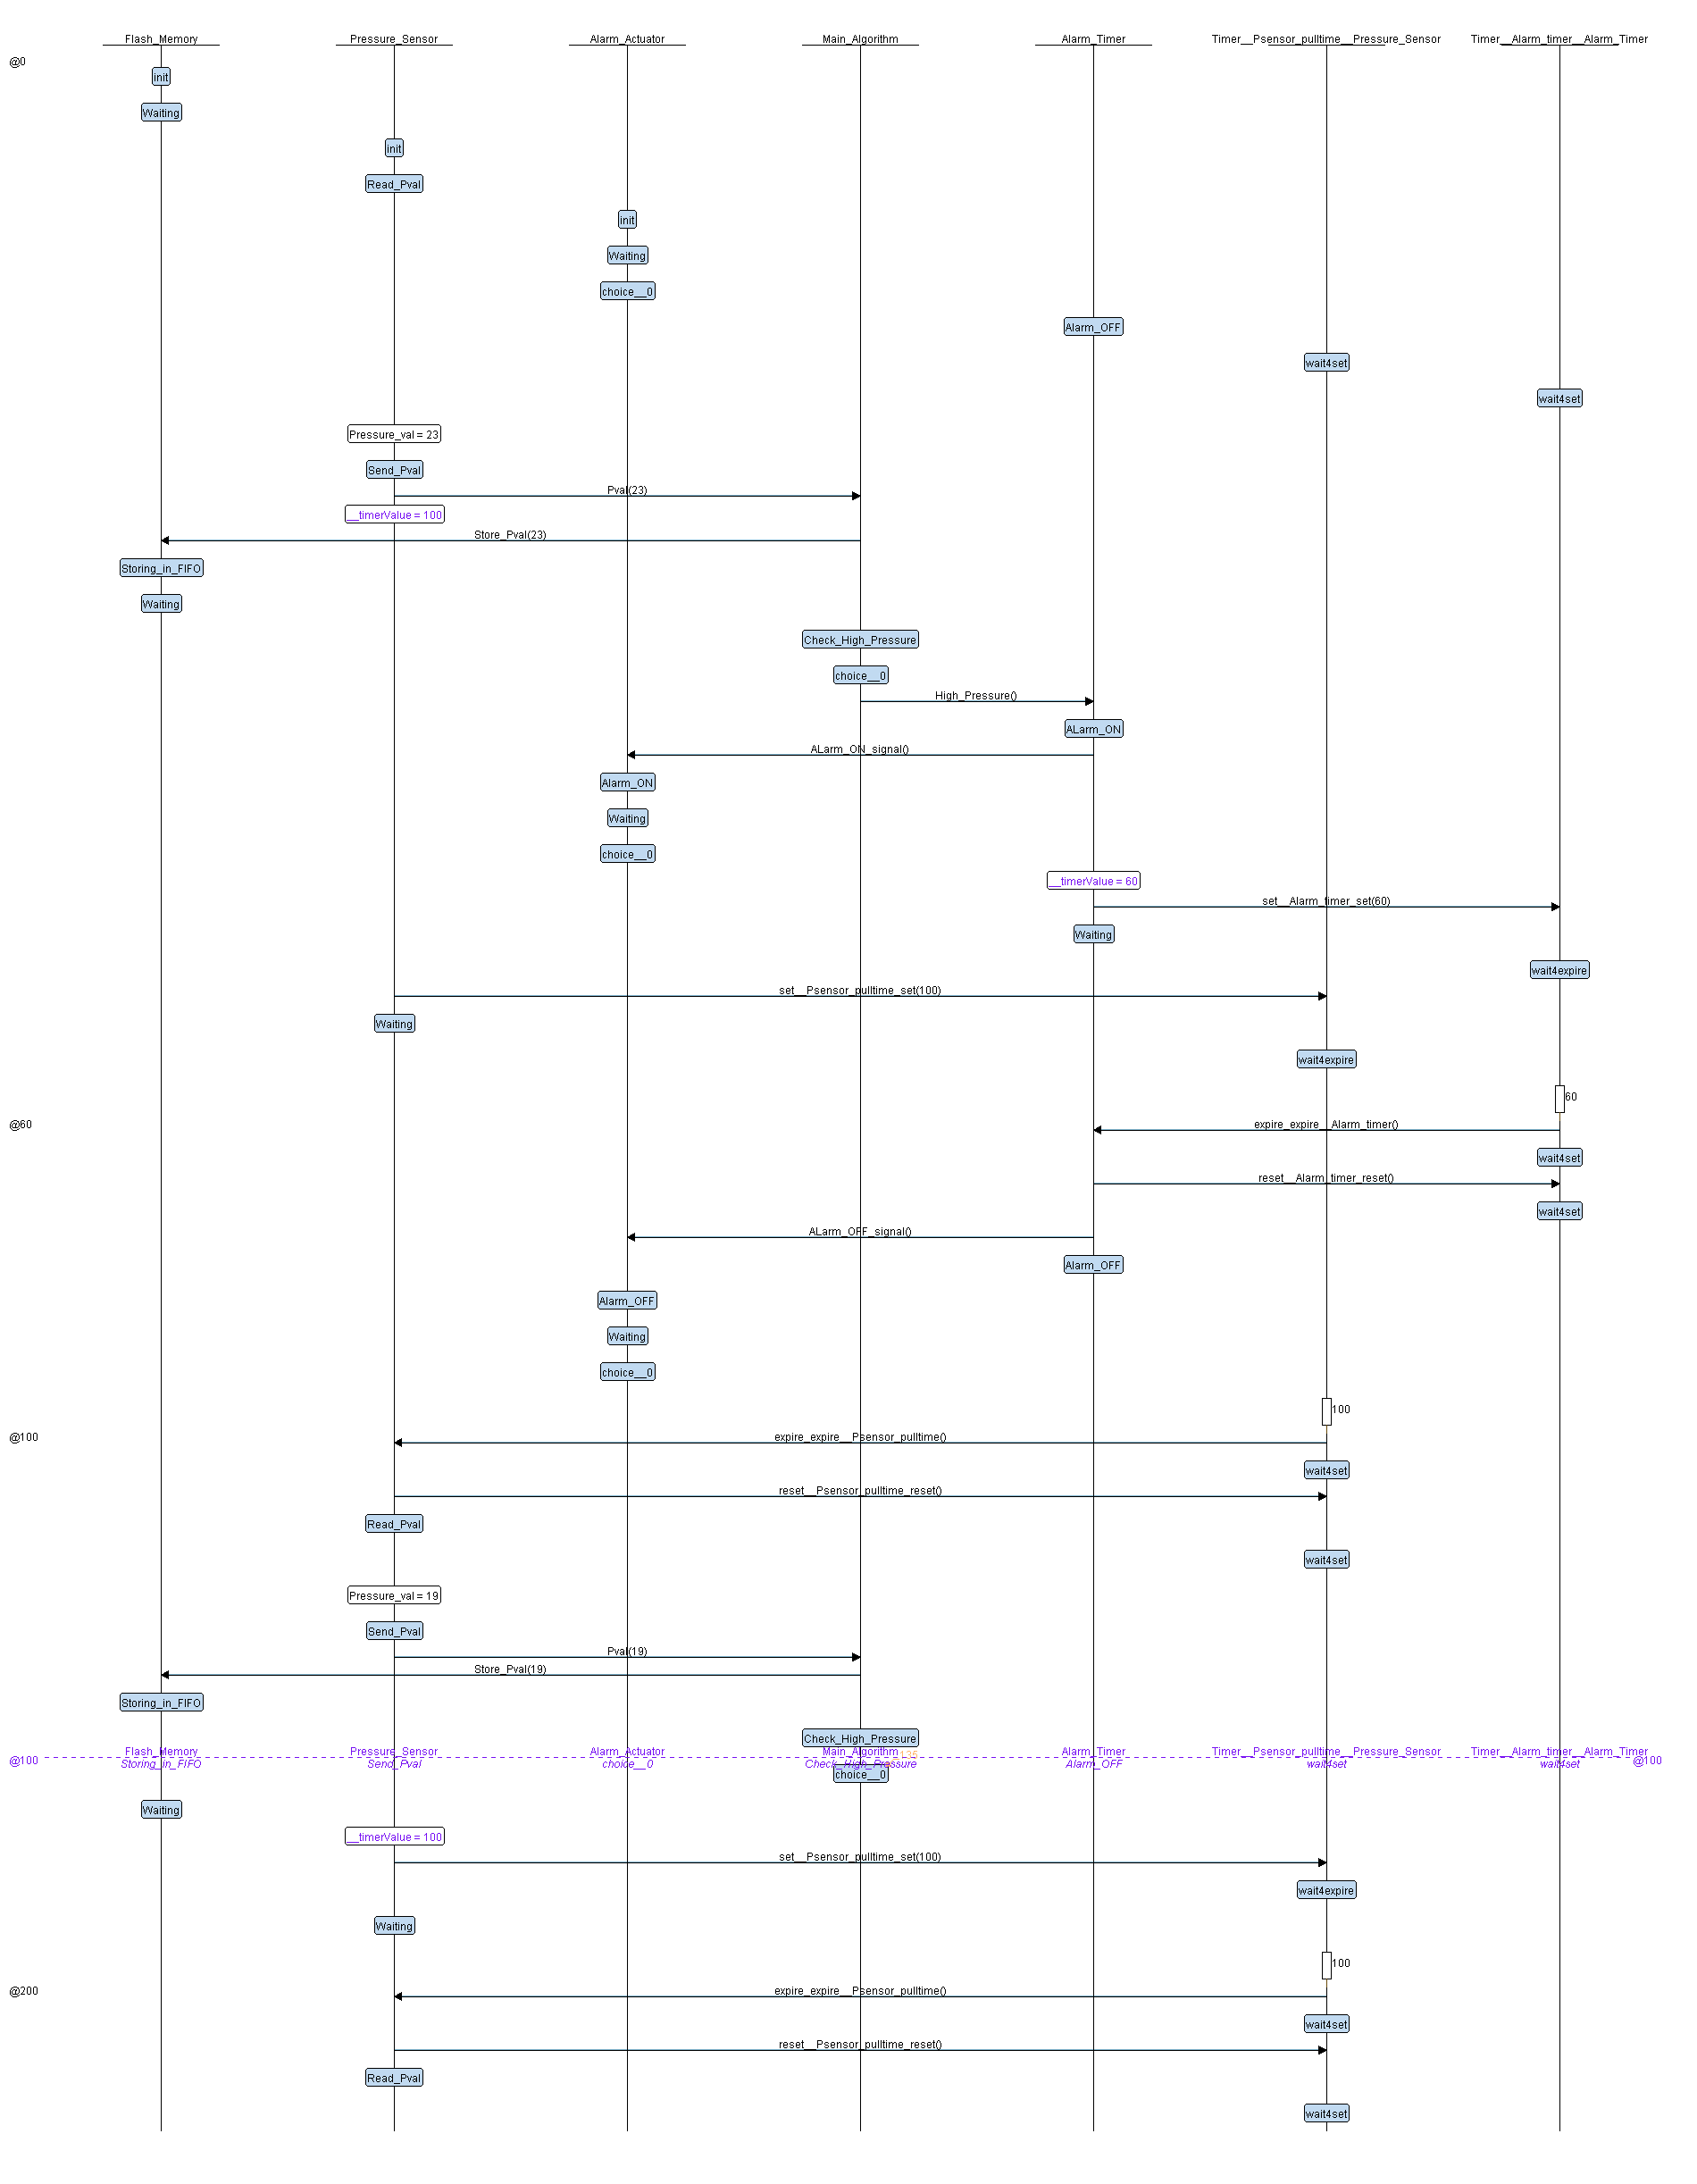 Flash_Memory Pressure_Sensor Alarm_Actuator Main_Algorithm Alarm_Timer Timer__Psensor_pulltime__Pressure_Sensor Timer__Alarm_timer__Alarm_Timer
@0
init
Waiting
init
Read_Pval
init
Waiting
choice__0
Alarm_OFF
wait4set
wait4set
Pressure_val = 23
Send_Pval
Pval(23)
__timerValue = 100
Store_Pval(23)
Storing_in_FIFO
Waiting
Check_High_Pressure
choice__0
High_Pressure()
ALarm_ON
ALarm_ON_signal()
Alarm_ON
Waiting
choice__0
__timerValue = 60
set__Alarm_timer_set(60)
Waiting
wait4expire
set__Psensor_pulltime_set(100)
Waiting
wait4expire
60
@60 expire_expire__Alarm_timer()
wait4set
reset__Alarm_timer_reset()
wait4set
ALarm_OFF_signal()
Alarm_OFF
Alarm_OFF
Waiting
choice__0
100
@100 expire_expire__Psensor_pulltime()
wait4set
reset__Psensor_pulltime_reset()
Read_Pval
wait4set
Pressure_val = 19
Send_Pval
Pval(19)
Store_Pval(19)
Storing_in_FIFO
Check_High_Pressure
Flash_Memory Pressure_Sensor Alarm_Actuator Main_Algorithm Alarm_Timer Timer__Psensor_pulltime__Pressure_Sensor Timer__Alarm_timer__Alarm_Timer
@100 Storing_in_FIFO Send_Pval choice__0 Check_High_Pressure Alarm_OFF wait4set wait4set @100
choice__0
Waiting
__timerValue = 100
set__Psensor_pulltime_set(100)
wait4expire
Waiting
100
@200 expire_expire__Psensor_pulltime()
wait4set
reset__Psensor_pulltime_reset()
Read_Pval
wait4set